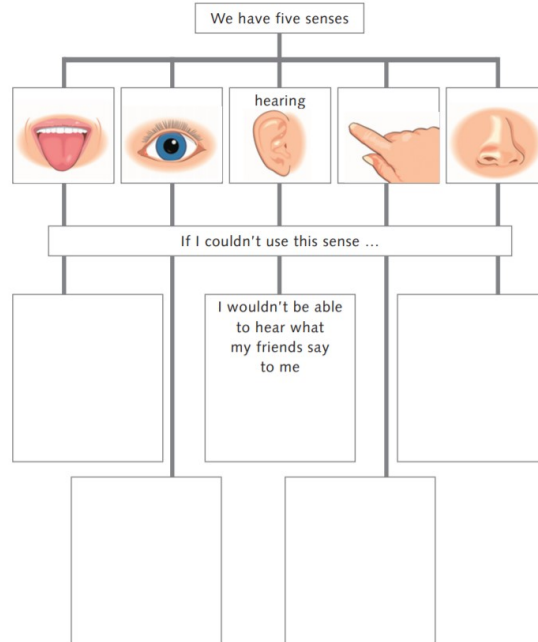 We have five senses
hearing
If I couldn't use this sense ...
I wouldn't be able
to hear what
my friends say
to me